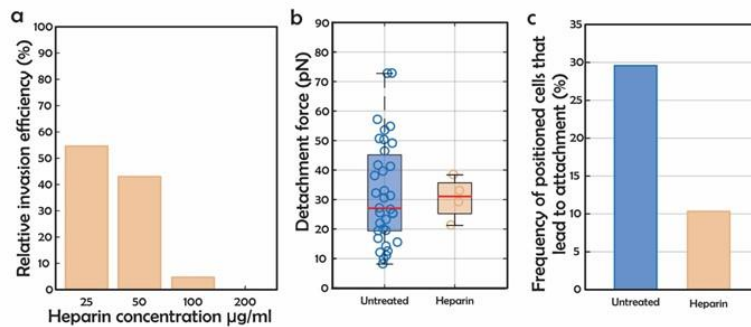 a
Relative invasion efficiency (%)
100
90
80
70
60
50
40
30
20
10
0
25 50 100 200
Heparin concentration µg/ml
b
Detachment force (pN)
90
80
70
60
50
40
30
20
10
0
Untreated Heparin
c
Frequency of positioned cells that
lead to attachment (%)
35
30
25
20
15
10
5
0
Untreated Heparin